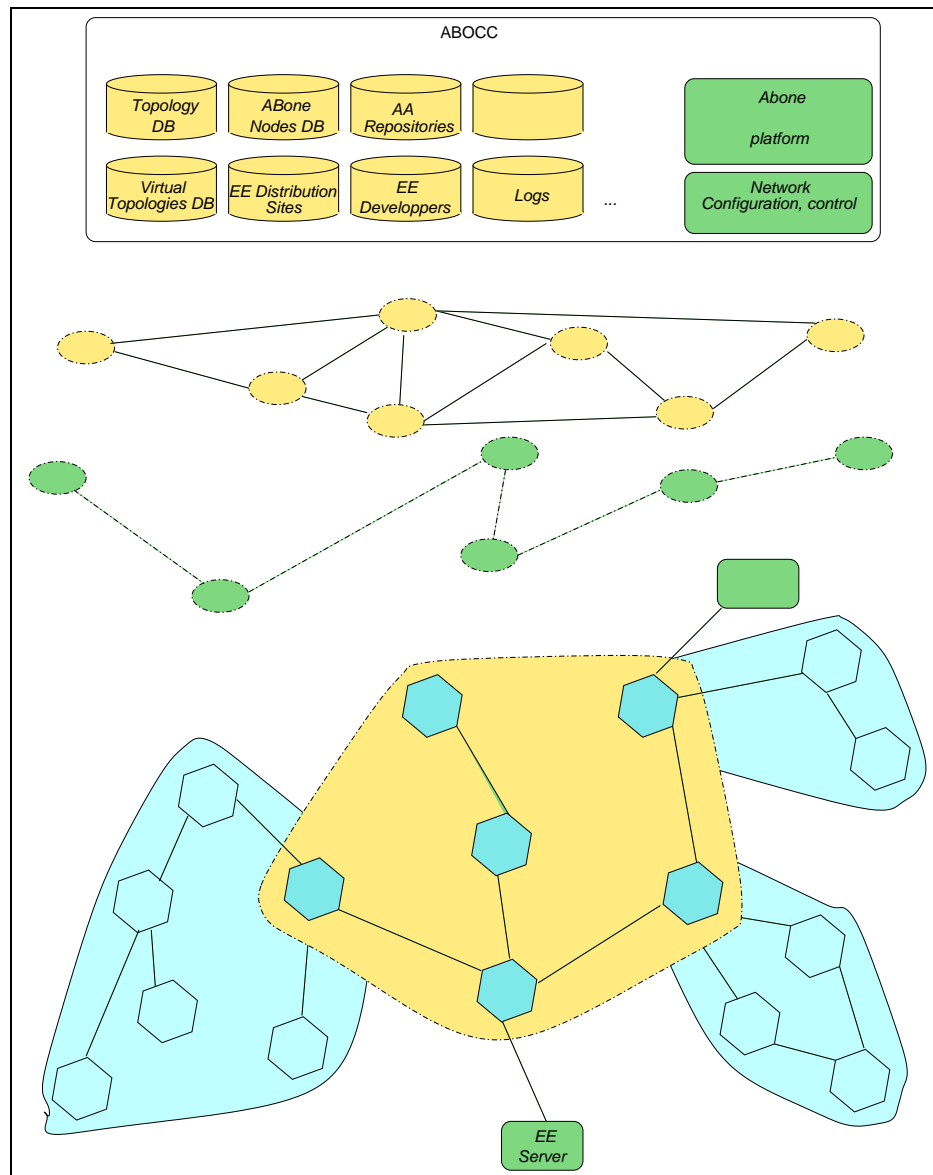 ABOCC
Topology
DB
ABone
Nodes DB
AA
Repositories
Abone
platform
Virtual
Topologies DB
EE Distribution
Sites
EE
Developpers
Logs
...
Network
Configuration, control
EE
Server